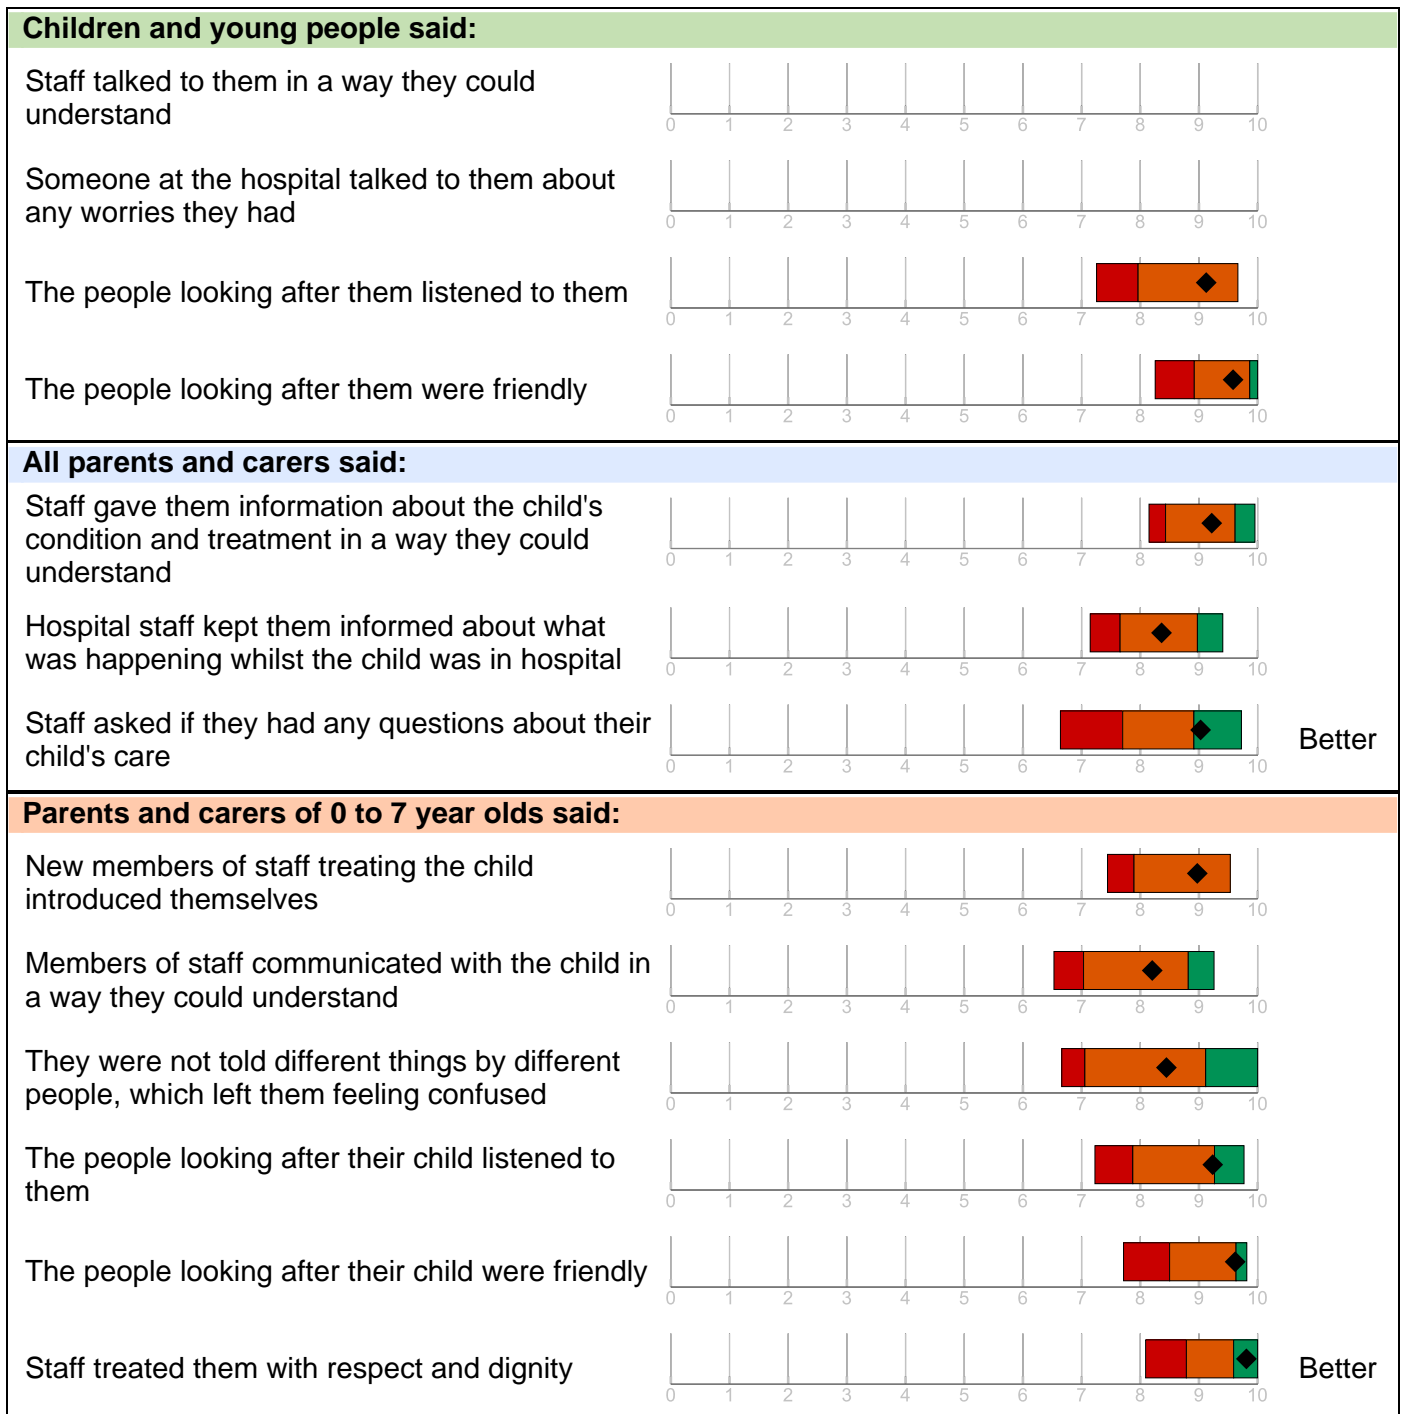 Children and young people said:
Staff talked to them in a way they could
understand
0 1 2 3 4 5 6 7 8 9 10
Someone at the hospital talked to them about
any worries they had
0 1 2 3 4 5 6 7 8 9 10
The people looking after them listened to them
0 1 2 3 4 5 6 7 8 9 10
The people looking after them were friendly
0 1 2 3 4 5 6 7 8 9 10
All parents and carers said:
Staff gave them information about the child's
condition and treatment in a way they could
understand
0 1 2 3 4 5 6 7 8 9 10
Hospital staff kept them informed about what
was happening whilst the child was in hospital
0 1 2 3 4 5 6 7 8 9 10
Staff asked if they had any questions about their
child's care
0 1 2 3 4 5 6 7 8 9 10
Better
Parents and carers of 0 to 7 year olds said:
New members of staff treating the child
introduced themselves
0 1 2 3 4 5 6 7 8 9 10
Members of staff communicated with the child in
a way they could understand
0 1 2 3 4 5 6 7 8 9 10
They were not told different things by different
people, which left them feeling confused
0 1 2 3 4 5 6 7 8 9 10
The people looking after their child listened to
them
0 1 2 3 4 5 6 7 8 9 10
The people looking after their child were friendly
0 1 2 3 4 5 6 7 8 9 10
Staff treated them with respect and dignity
0 1 2 3 4 5 6 7 8 9 10
Better